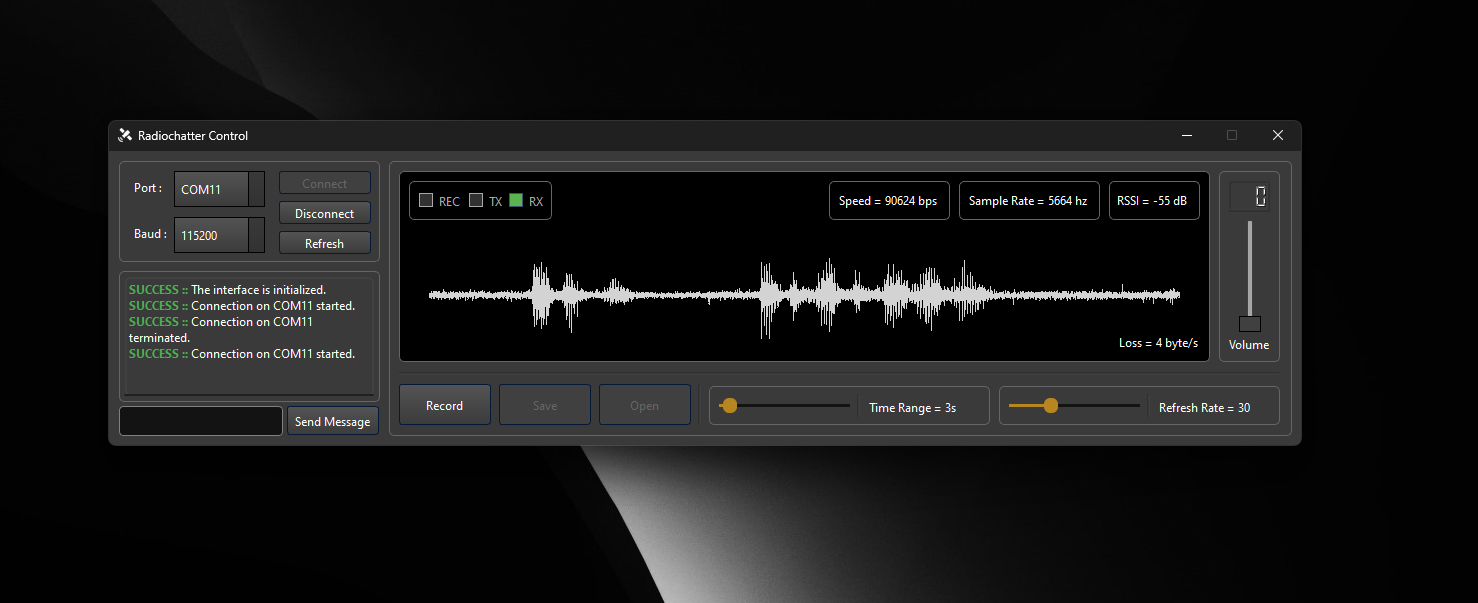 Radiochatter Control
Port :
COM11
Connect
Disconnect
Baud :
115200
Refresh
SUCCESS :: The interface is initialized.
SUCCESS :: Connection on COM11 started.
SUCCESS :: Connection on COM11
terminated.
SUCCESS :: Connection on COM11 started.
Send Message
REC TX RX
Speed = 90624 bps
Sample Rate = 5664 hz
RSSI = -55 dB
Loss = 4 byte/s
0
Volume
Record
Save
Open
Time Range = 3s
Refresh Rate = 30